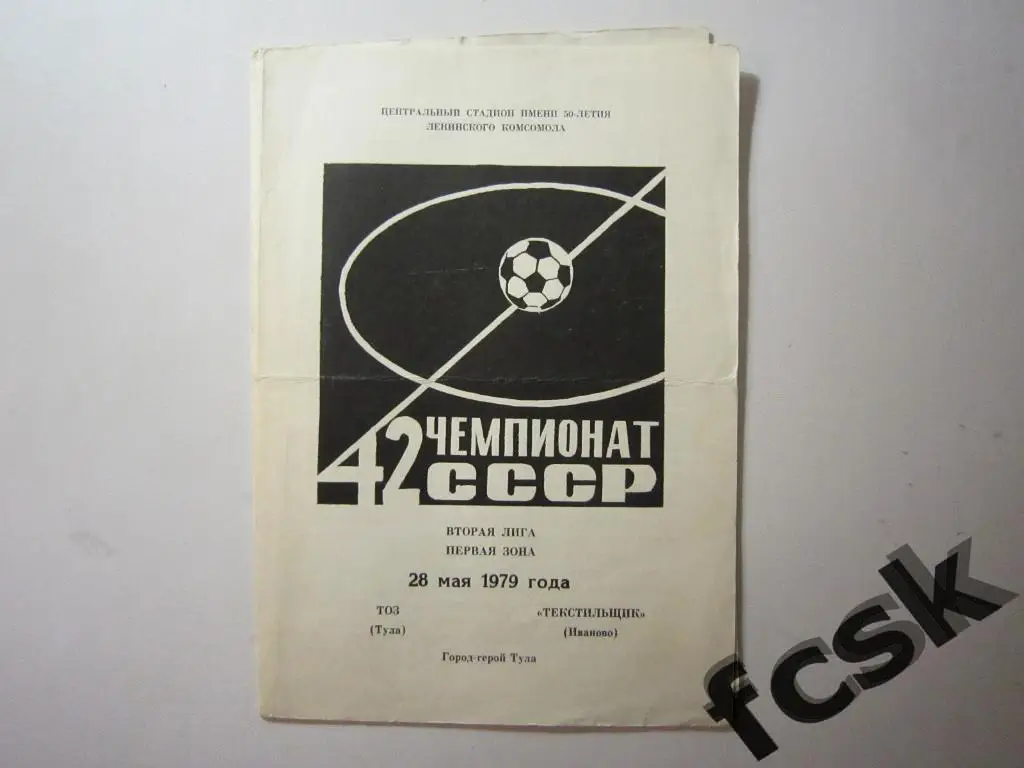 ЦЕНТРАЛЬНЫЙ СТАДИОН ИМЕНИ 50-ЛЕТИЯ
ЛЕНИНСКОГО КОМСОМОЛА
42 ЧЕМПИОНАТ
СССР
ВТОРАЯ ЛИГА
ПЕРВАЯ ЗОНА
28 мая 1979 года
ТОЗ «ТЕКСТИЛЬЩИК»
(Тула) (Иваново)
Город-герой Тула
fcsk